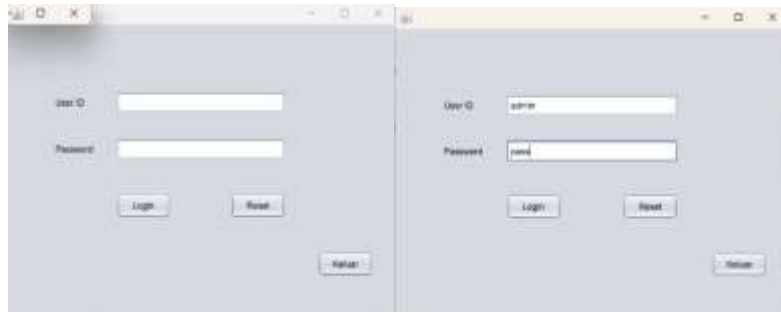 User ID
Password
Login Reset
Keluar
User ID admin
Password
Login Reset
Keluar